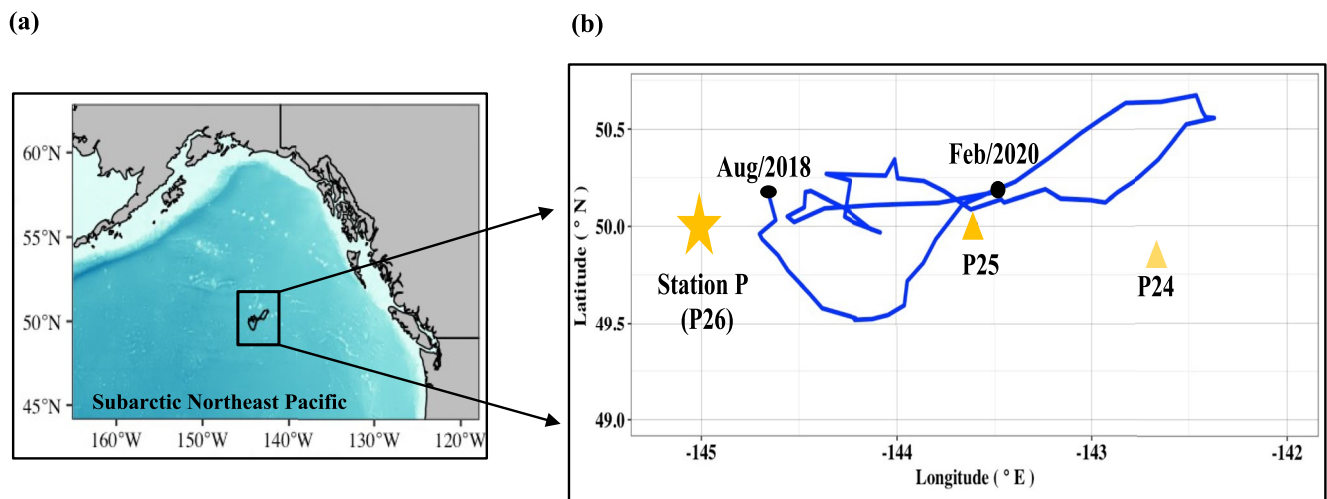 (a)
60°N
55°N
50°N
45°N
160°W 150°W 140°W 130°W 120°W
Subarctic Northeast Pacific
(b)
Latitude ( ° N )
50.5
50.0
49.5
49.0
Aug/2018
Feb/2020
Station P
(P26)
P25
P24
-145 -144 -143 -142
Longitude ( ° E )